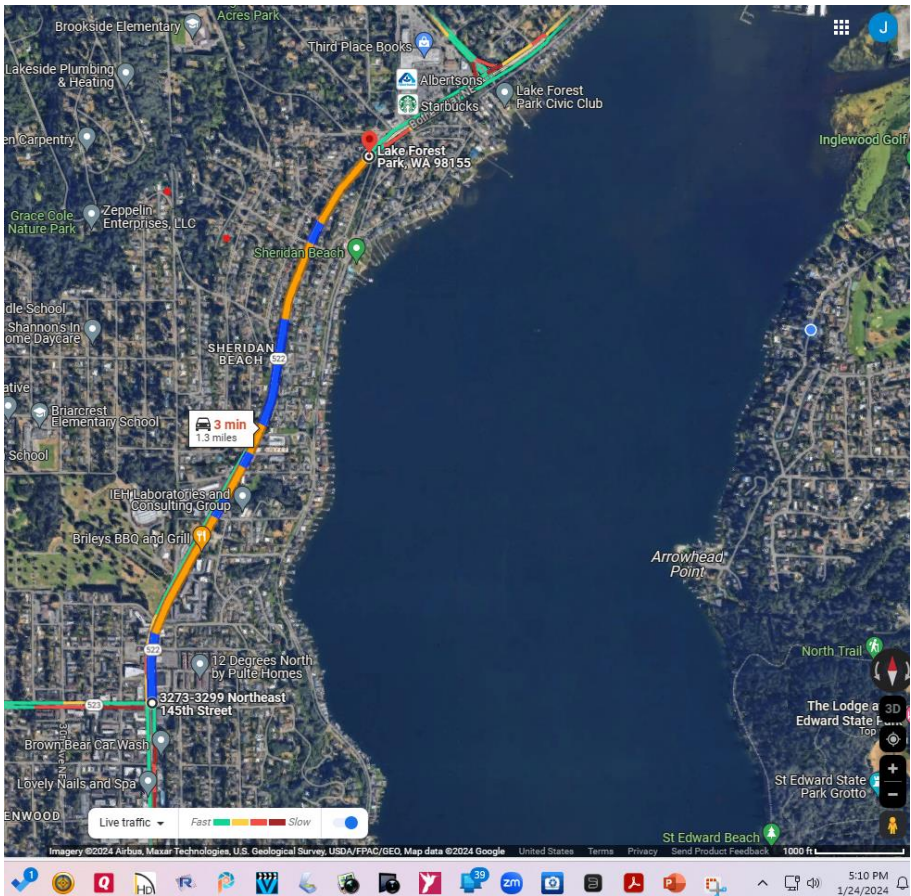 Acres Park
Brookside Elementary
Third Place Books
J
Lakeside Plumbing
& Heating
Albertsons
Starbucks
Lake Forest
Park Civic Club
en Carpentry
Inglewood Golf
Lake Forest
Park, WA 98155
Grace Cole
Nature Park
Zeppelin
Enterprises, LLC
Sheridan Beach
dle School
Shannon's In
ome Daycare
SHERIDAN
BEACH
522
ative
Briarcrest
Elementary School
School
3 min
1.3 miles
IEH Laboratories and
Consulting Group
Brileys BBQ and Grill
Arrowhead
Point
522
12 Degrees North
by Pulte Homes
North Trail
3273-3299 Northeast
145th Street
523
3D
The Lodge a
Edward State Pa
Top
Brown Bear Car Wash
Lovely Nails and Spa
St Edward State
Park Grotto
ENWOOD
Live traffic
Fast
Slow
St Edward Beach
Imagery ©2024 Airbus, Maxar Technologies, U.S. Geological Survey, USDA/FPAC/GEO, Map data ©2024 Google United States Terms Privacy Send Product Feedback 1000 ft
1
Q
HD
R
39
zm
5:10 PM
1/24/2024